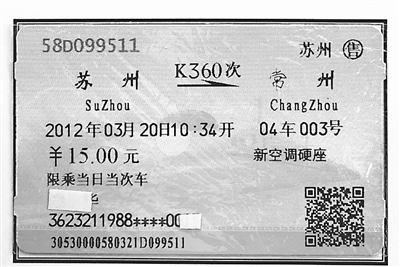 58D099511 苏州 售
苏州 K360次 常州
SuZhou ChangZhou
2012年03月20日10:34开 04车003号
￥15.00元 新空调硬座
限乘当日当次车
3623211988****00
30530000580321D099511